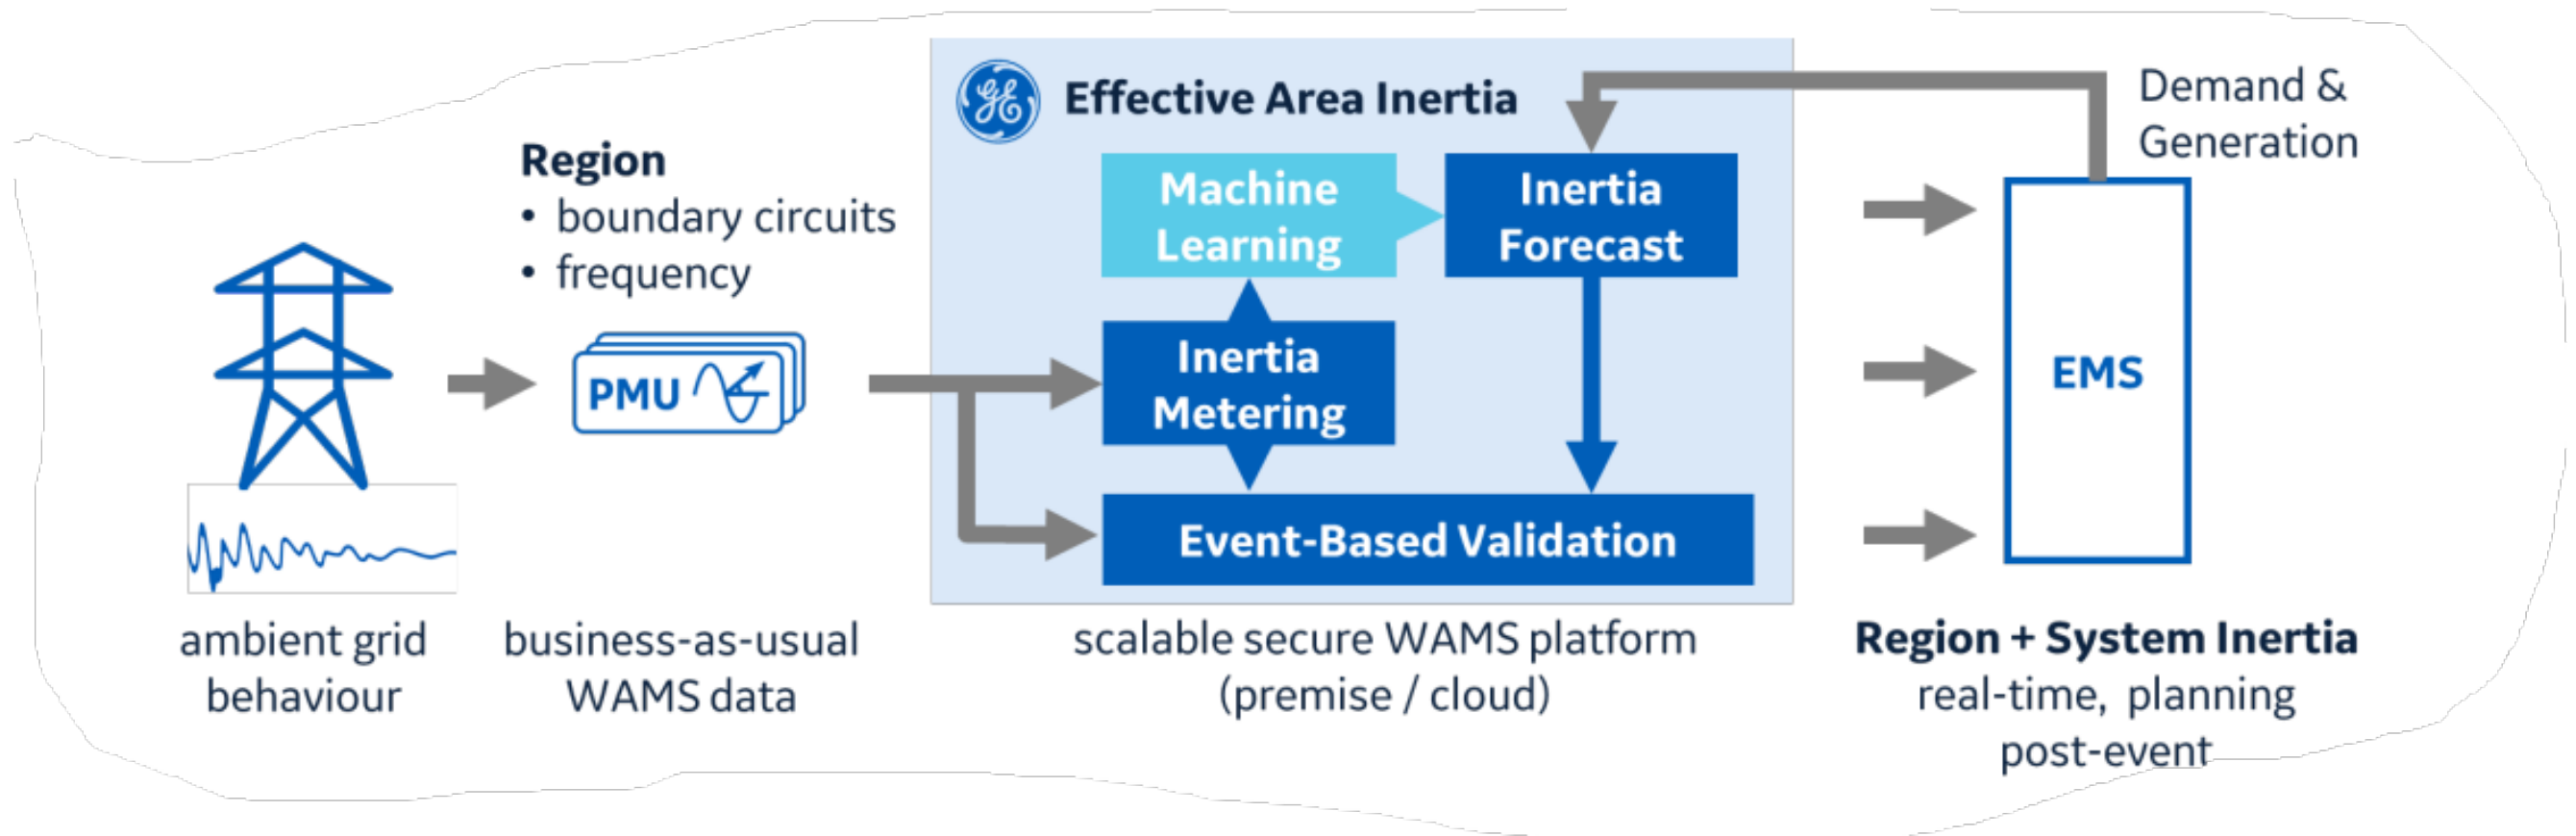 Region
• boundary circuits
• frequency
PMU
ambient grid
behaviour
business-as-usual
WAMS data
GE
Effective Area Inertia
Machine
Learning
Inertia
Forecast
Inertia
Metering
Event-Based Validation
scalable secure WAMS platform
(premise / cloud)
Demand &
Generation
EMS
Region + System Inertia
real-time, planning
post-event